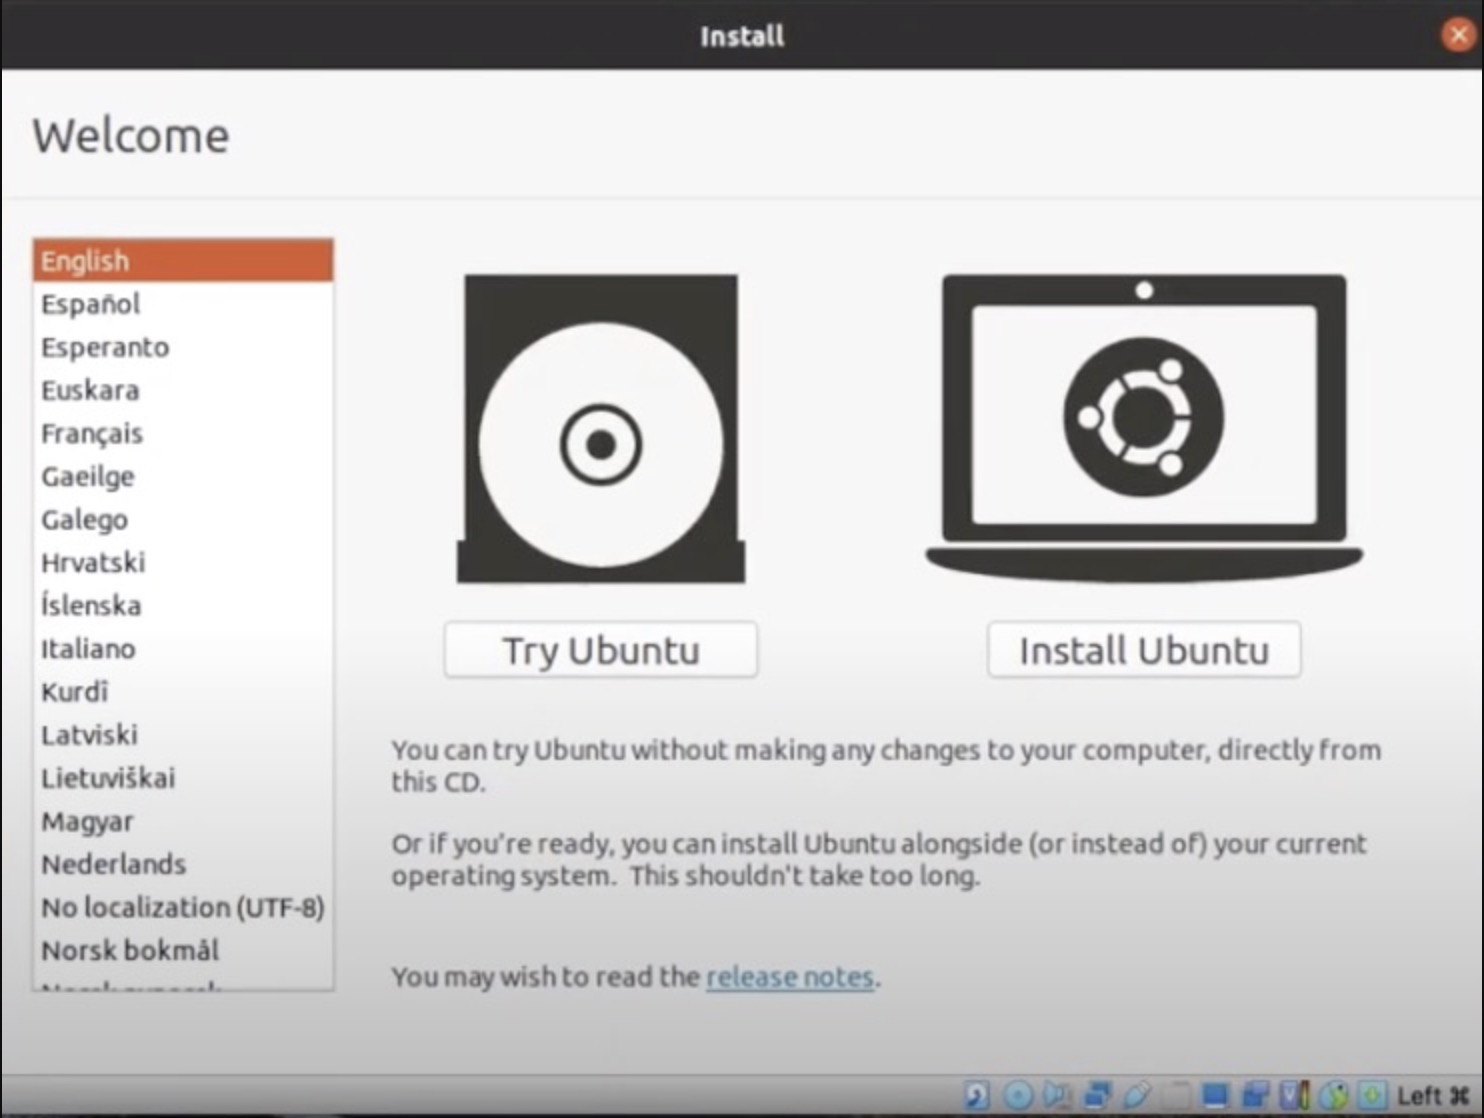 Install
Welcome
English
Español
Esperanto
Euskara
Français
Gaeilge
Galego
Hrvatski
Íslenska
Italiano
Kurdî
Latviski
Lietuviškai
Magyar
Nederlands
No localization (UTF-8)
Norsk bokmål
Try Ubuntu
Install Ubuntu
You can try Ubuntu without making any changes to your computer, directly from
this CD.
Or if you're ready, you can install Ubuntu alongside (or instead of) your current
operating system. This shouldn't take too long.
You may wish to read the release notes.
Left ⌘